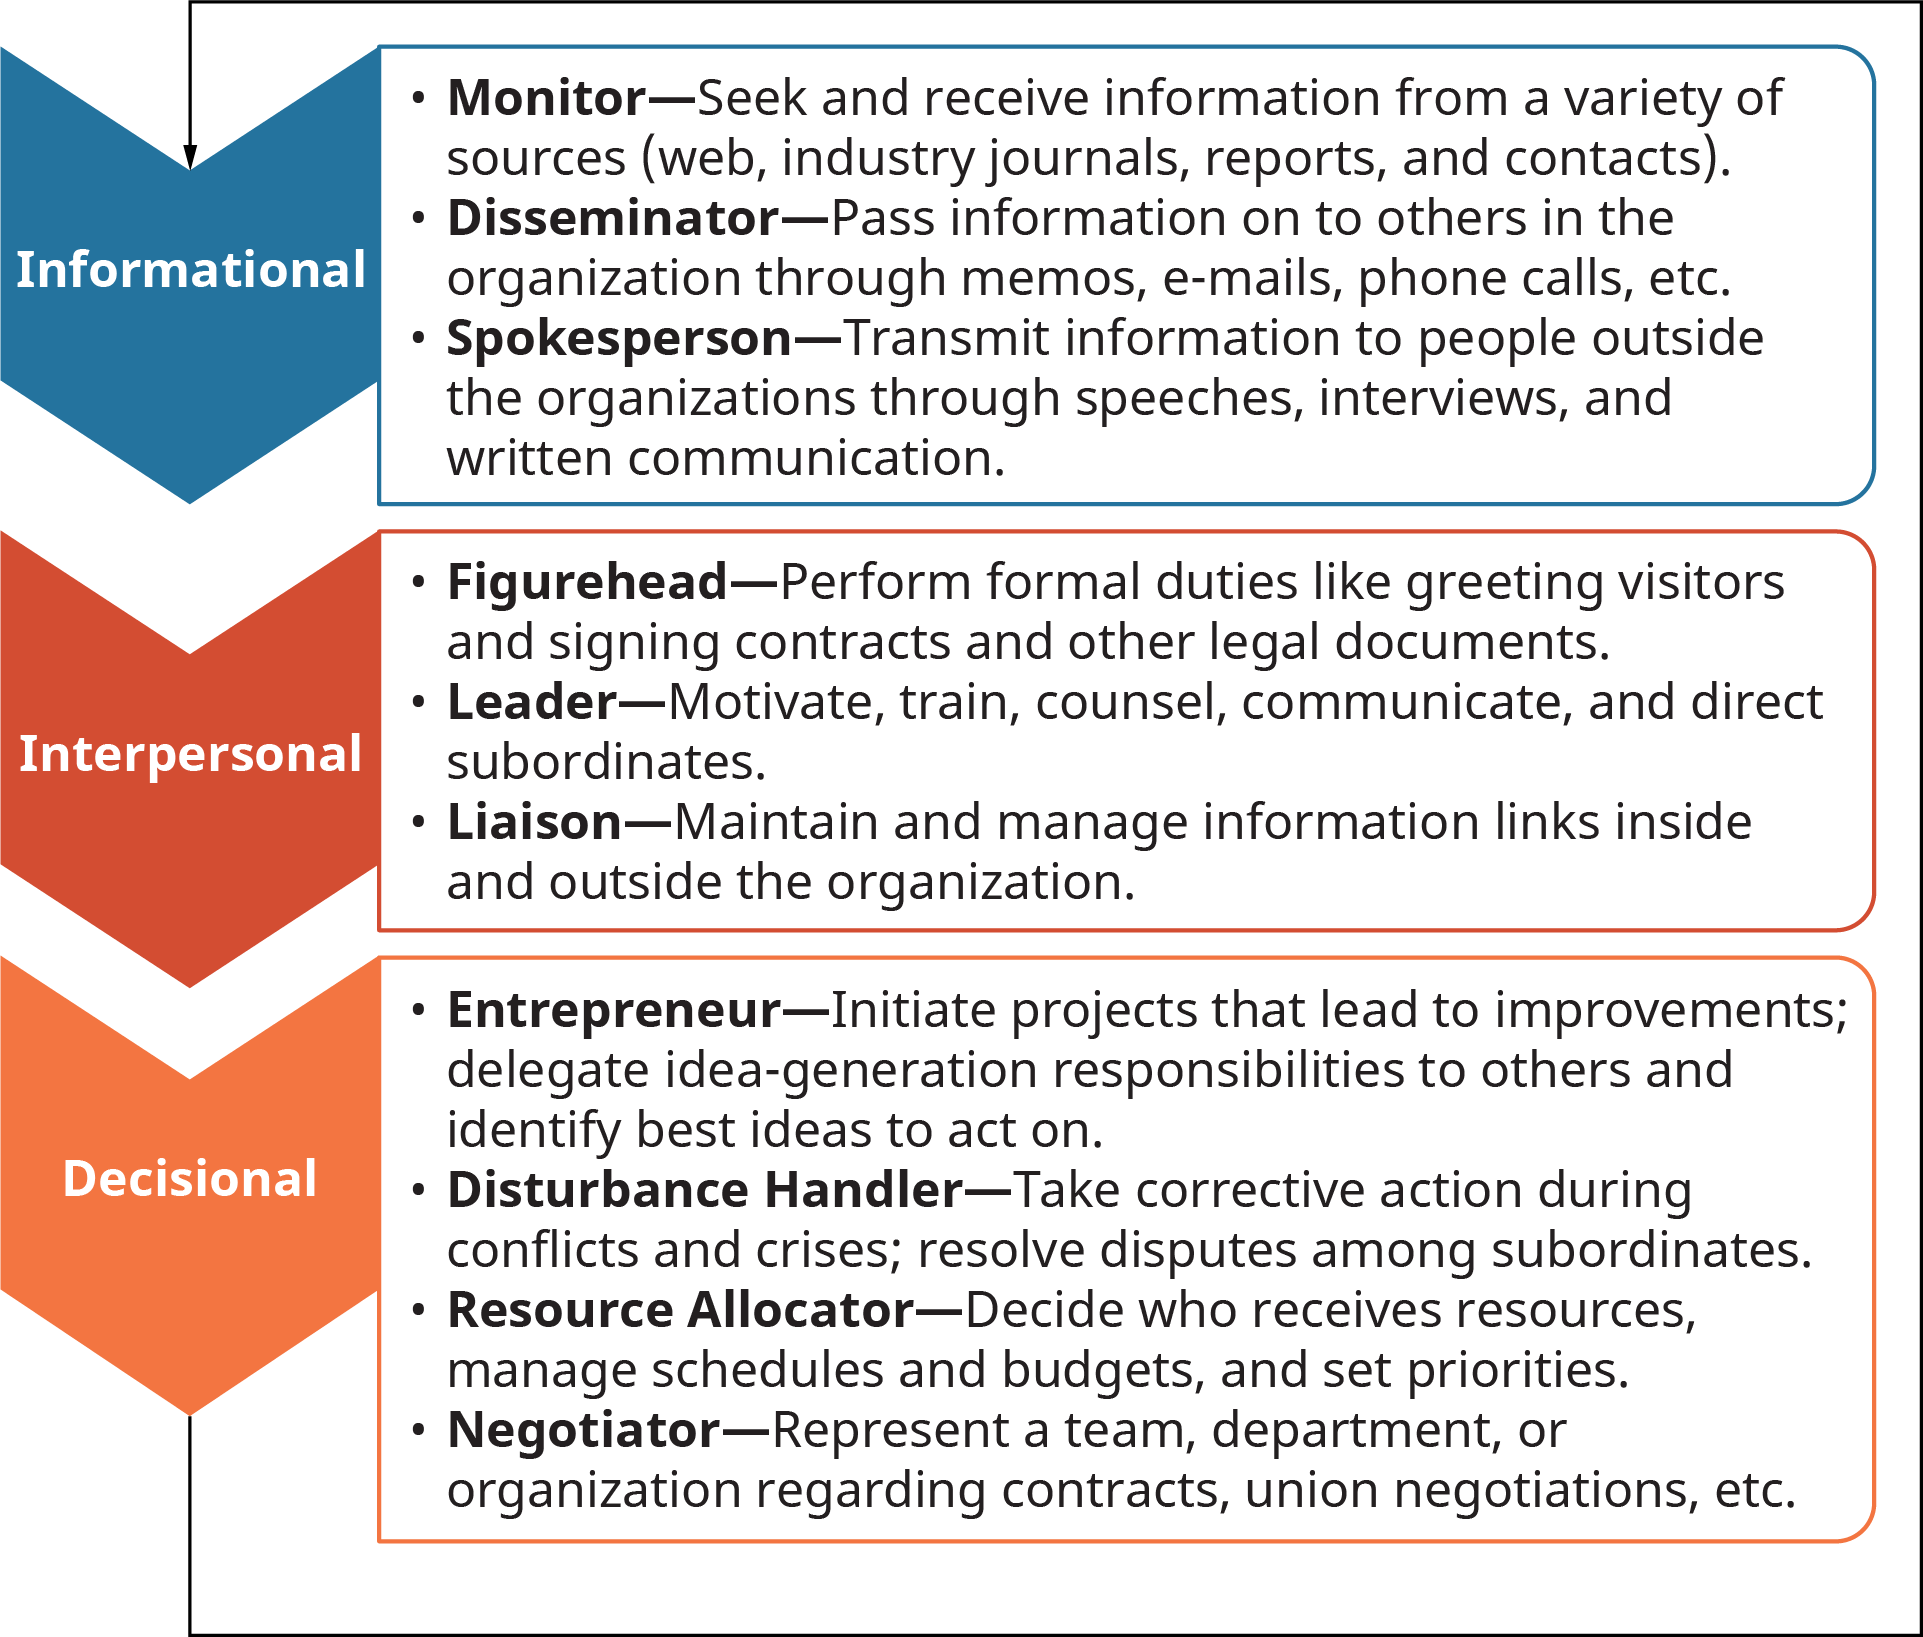 Informational
• Monitor—Seek and receive information from a variety of
sources (web, industry journals, reports, and contacts).
• Disseminator—Pass information on to others in the
organization through memos, e-mails, phone calls, etc.
• Spokesperson—Transmit information to people outside
the organizations through speeches, interviews, and
written communication.
Interpersonal
• Figurehead—Perform formal duties like greeting visitors
and signing contracts and other legal documents.
• Leader—Motivate, train, counsel, communicate, and direct
subordinates.
• Liaison—Maintain and manage information links inside
and outside the organization.
Decisional
• Entrepreneur—Initiate projects that lead to improvements;
delegate idea-generation responsibilities to others and
identify best ideas to act on.
• Disturbance Handler—Take corrective action during
conflicts and crises; resolve disputes among subordinates.
• Resource Allocator—Decide who receives resources,
manage schedules and budgets, and set priorities.
• Negotiator—Represent a team, department, or
organization regarding contracts, union negotiations, etc.